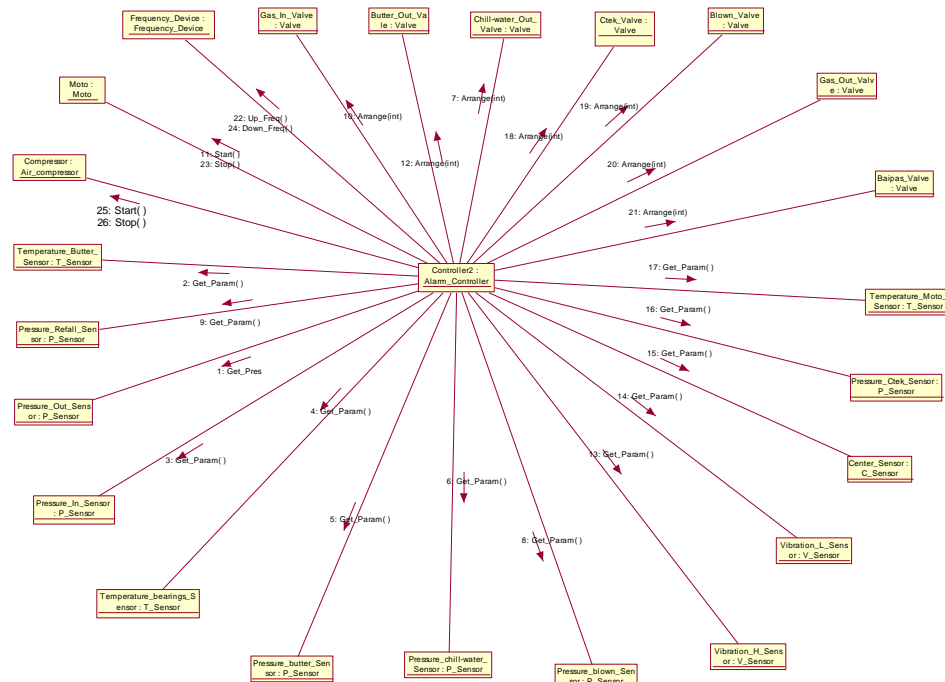 Frequency_Device :
Frequency_Device
Gas_In_Valve
: Valve
Butter_Out_Va
le : Valve
Chill-water_Out_
Valve : Valve
Ctek_Valve :
Valve
Blown_Valve
: Valve
Moto :
Moto
Gas_Out_Valv
e : Valve
22: Up_Freq( )
24: Down_Freq( )
10: Arrange(int)
7: Arrange(int)
19: Arrange(int)
18: Arrange(int)
11: Start( )
23: Stop( )
12: Arrange(int)
20: Arrange(int)
Compressor :
Air_compressor
Baipas_Valve
: Valve
25: Start( )
26: Stop( )
21: Arrange(int)
Temperature_Butter_
Sensor : T_Sensor
Controller2 :
Alarm_Controller
17: Get_Param( )
2: Get_Param( )
Temperature_Moto_
Sensor : T_Sensor
9: Get_Param( )
16: Get_Param( )
Pressure_Refall_Sen
sor : P_Sensor
15: Get_Param( )
1: Get_Pres
Pressure_Ctek_Sensor :
P_Sensor
14: Get_Param( )
4: Get_Param( )
Pressure_Out_Sens
or : P_Sensor
3: Get_Param( )
13: Get_Param( )
Center_Sensor :
C_Sensor
6: Get_Param( )
Pressure_In_Sensor
: P_Sensor
5: Get_Param( )
8: Get_Param( )
Vibration_L_Sens
or : V_Sensor
Temperature_bearings_S
ensor : T_Sensor
Vibration_H_Sens
or : V_Sensor
Pressure_butter_Sen
sor : P_Sensor
Pressure_chill-water_
Sensor : P_Sensor
Pressure_blown_Sen
sor : P_Sensor